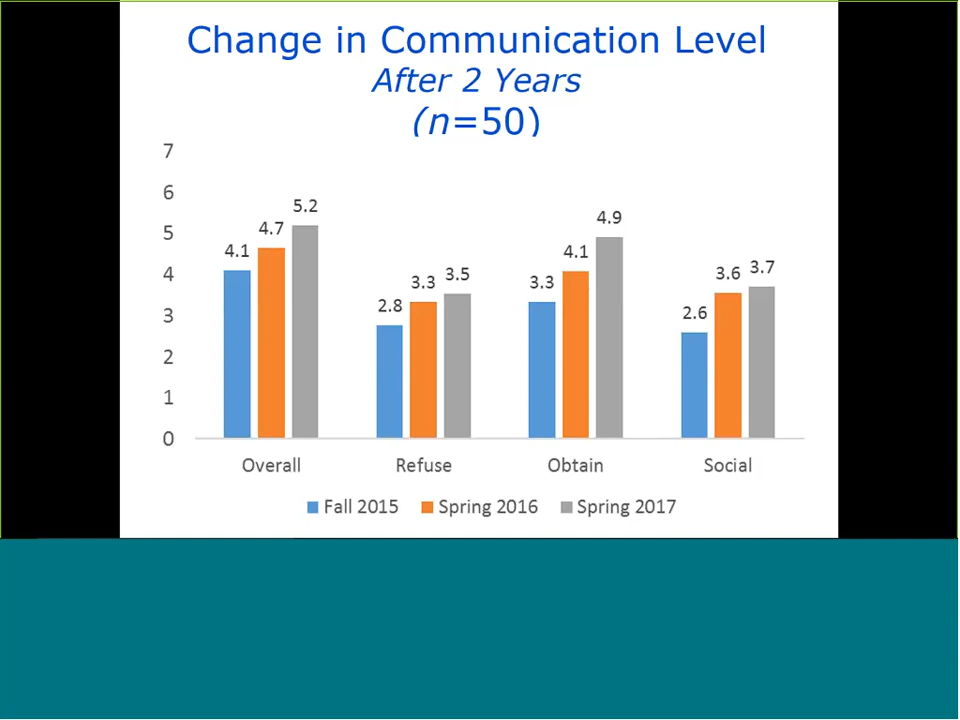 Change in Communication Level
After 2 Years
(n=50)
7
6
5
4
3
2
1
0
4.1
4.7
5.2
2.8
3.3
3.5
3.3
4.1
4.9
2.6
3.6
3.7
Overall
Refuse
Obtain
Social
Fall 2015
Spring 2016
Spring 2017